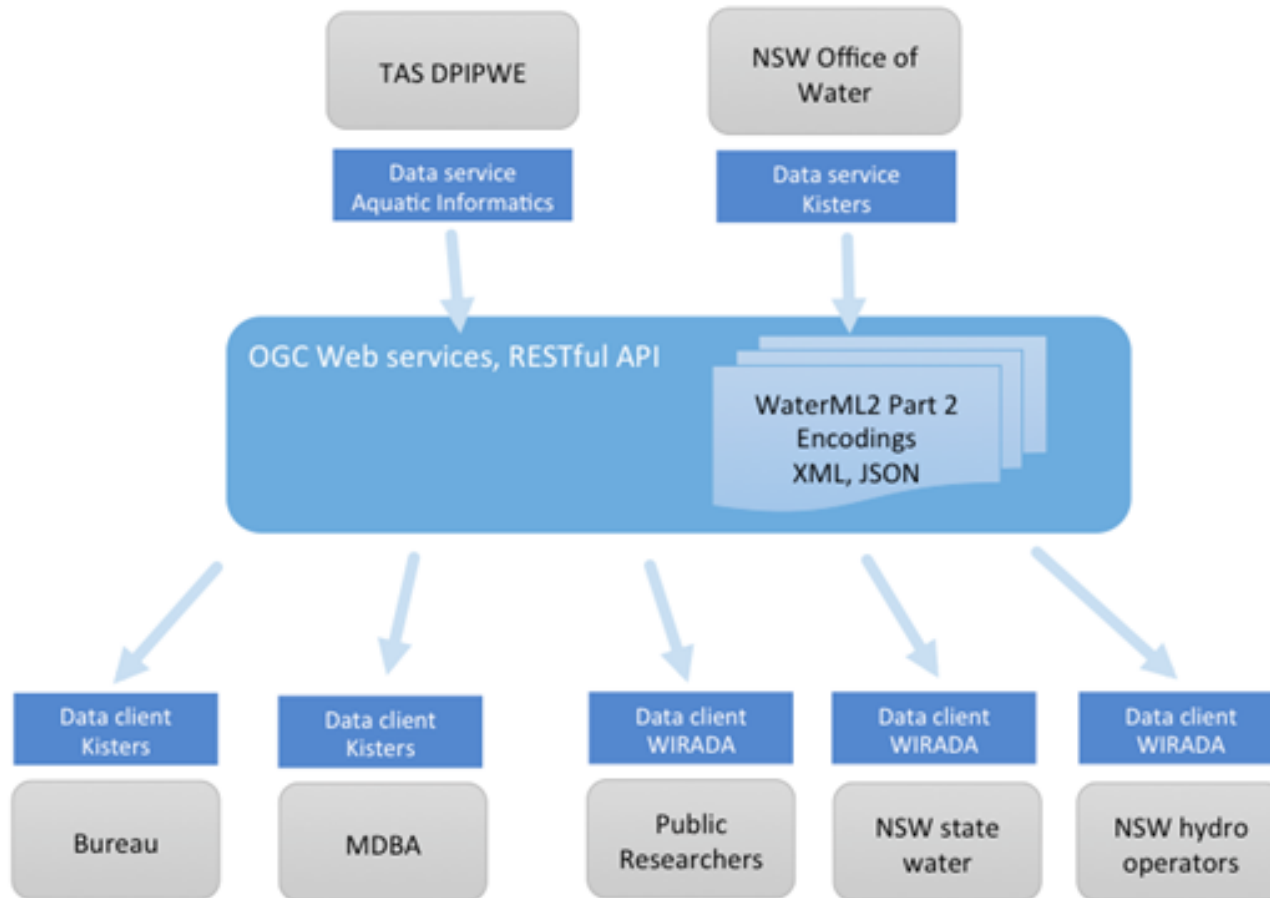 TAS DPIPWE
NSW Office of
Water
Data service
Aquatic Informatics
Data service
Kisters
OGC Web services, RESTful API
WaterML2 Part 2
Encodings
XML, JSON
Data client
Kisters
Data client
Kisters
Data client
WIRADA
Data client
WIRADA
Data client
WIRADA
Bureau
MDBA
Public
Researchers
NSW state
water
NSW hydro
operators